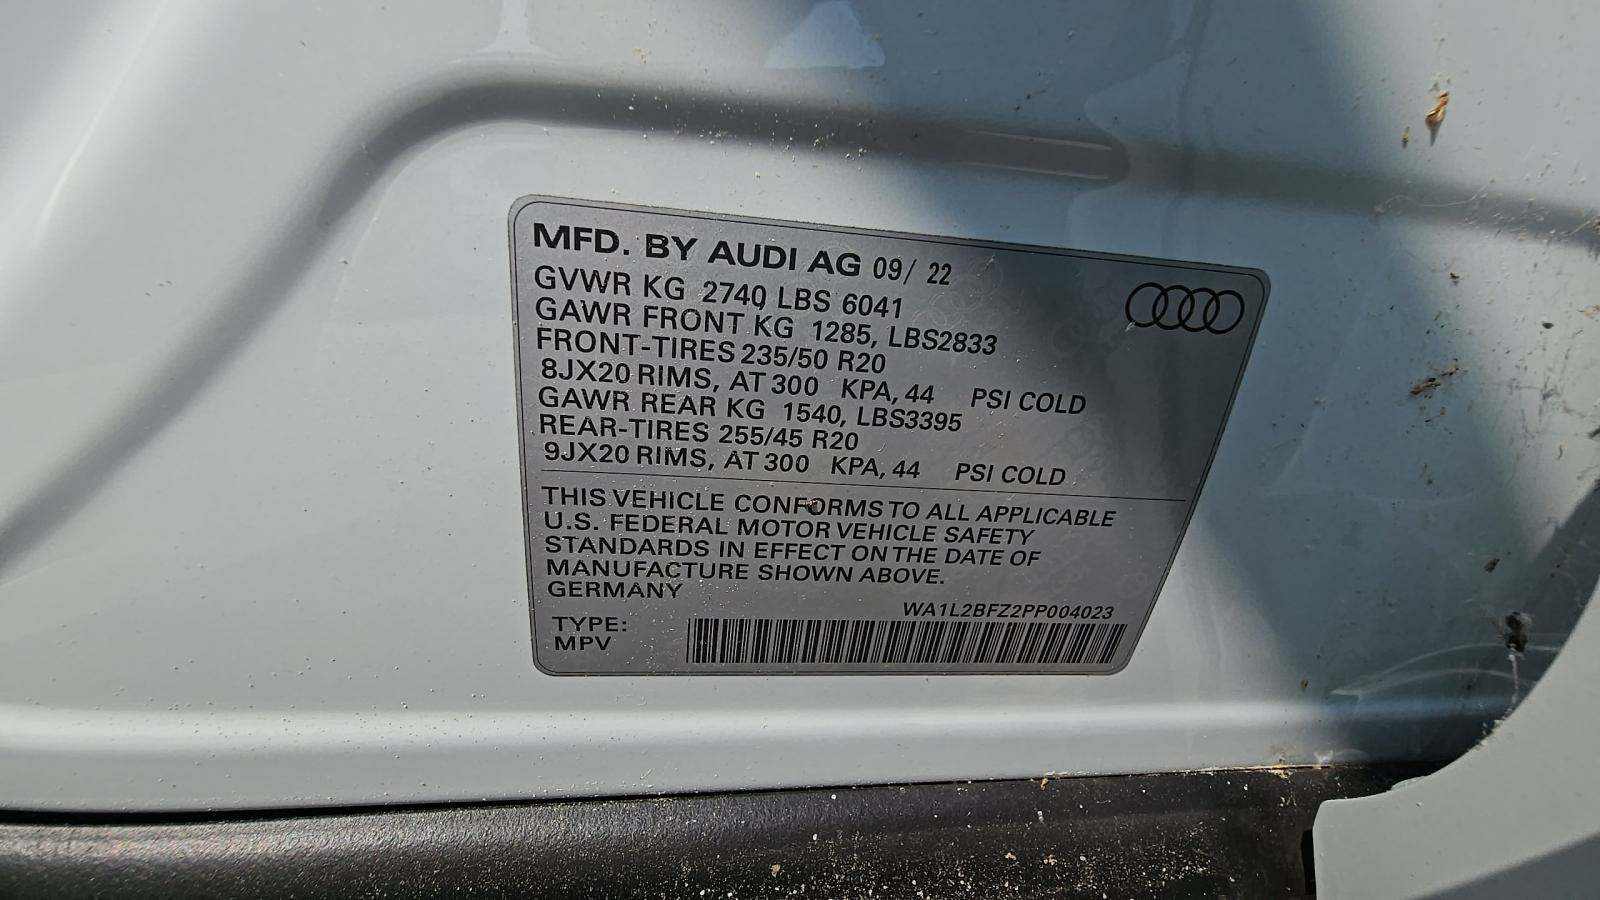 MFD. BY AUDI AG 09/ 22
GVWR KG 2740 LBS 6041
GAWR FRONT KG 1285, LBS2833
FRONT-TIRES 235/50 R20
8JX20 RIMS, AT 300 KPA, 44 PSI COLD
GAWR REAR KG 1540, LBS3395
REAR-TIRES 255/45 R20
9JX20 RIMS, AT 300 KPA, 44 PSI COLD
THIS VEHICLE CONFORMS TO ALL APPLICABLE
U.S. FEDERAL MOTOR VEHICLE SAFETY
STANDARDS IN EFFECT ON THE DATE OF
MANUFACTURE SHOWN ABOVE.
GERMANY
WA1L2BFZ2PP004023
TYPE:
MPV